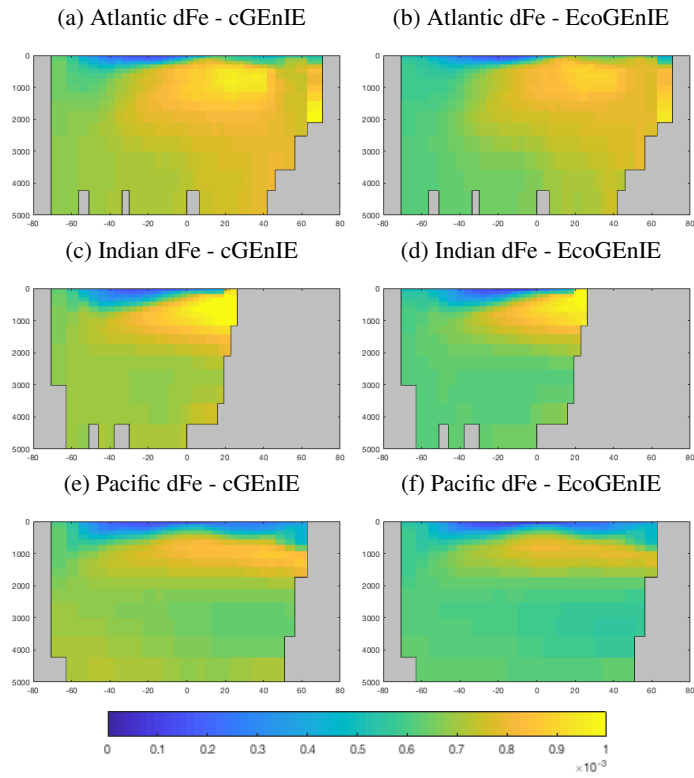 (a) Atlantic dFe - cGEnIE (b) Atlantic dFe - EcoGEnIE
0 0
1000 1000
2000 2000
3000 3000
4000 4000
5000 5000
-80 -60 -40 -20 0 20 40 60 80 -80 -60 -40 -20 0 20 40 60 80
(c) Indian dFe - cGEnIE (d) Indian dFe - EcoGEnIE
0 0
1000 1000
2000 2000
3000 3000
4000 4000
5000 5000
-80 -60 -40 -20 0 20 40 60 80 -80 -60 -40 -20 0 20 40 60 80
(e) Pacific dFe - cGEnIE (f) Pacific dFe - EcoGEnIE
0 0
1000 1000
2000 2000
3000 3000
4000 4000
5000 5000
-80 -60 -40 -20 0 20 40 60 80 -80 -60 -40 -20 0 20 40 60 80
0 0.1 0.2 0.3 0.4 0.5 0.6 0.7 0.8 0.9 1
×10⁻³